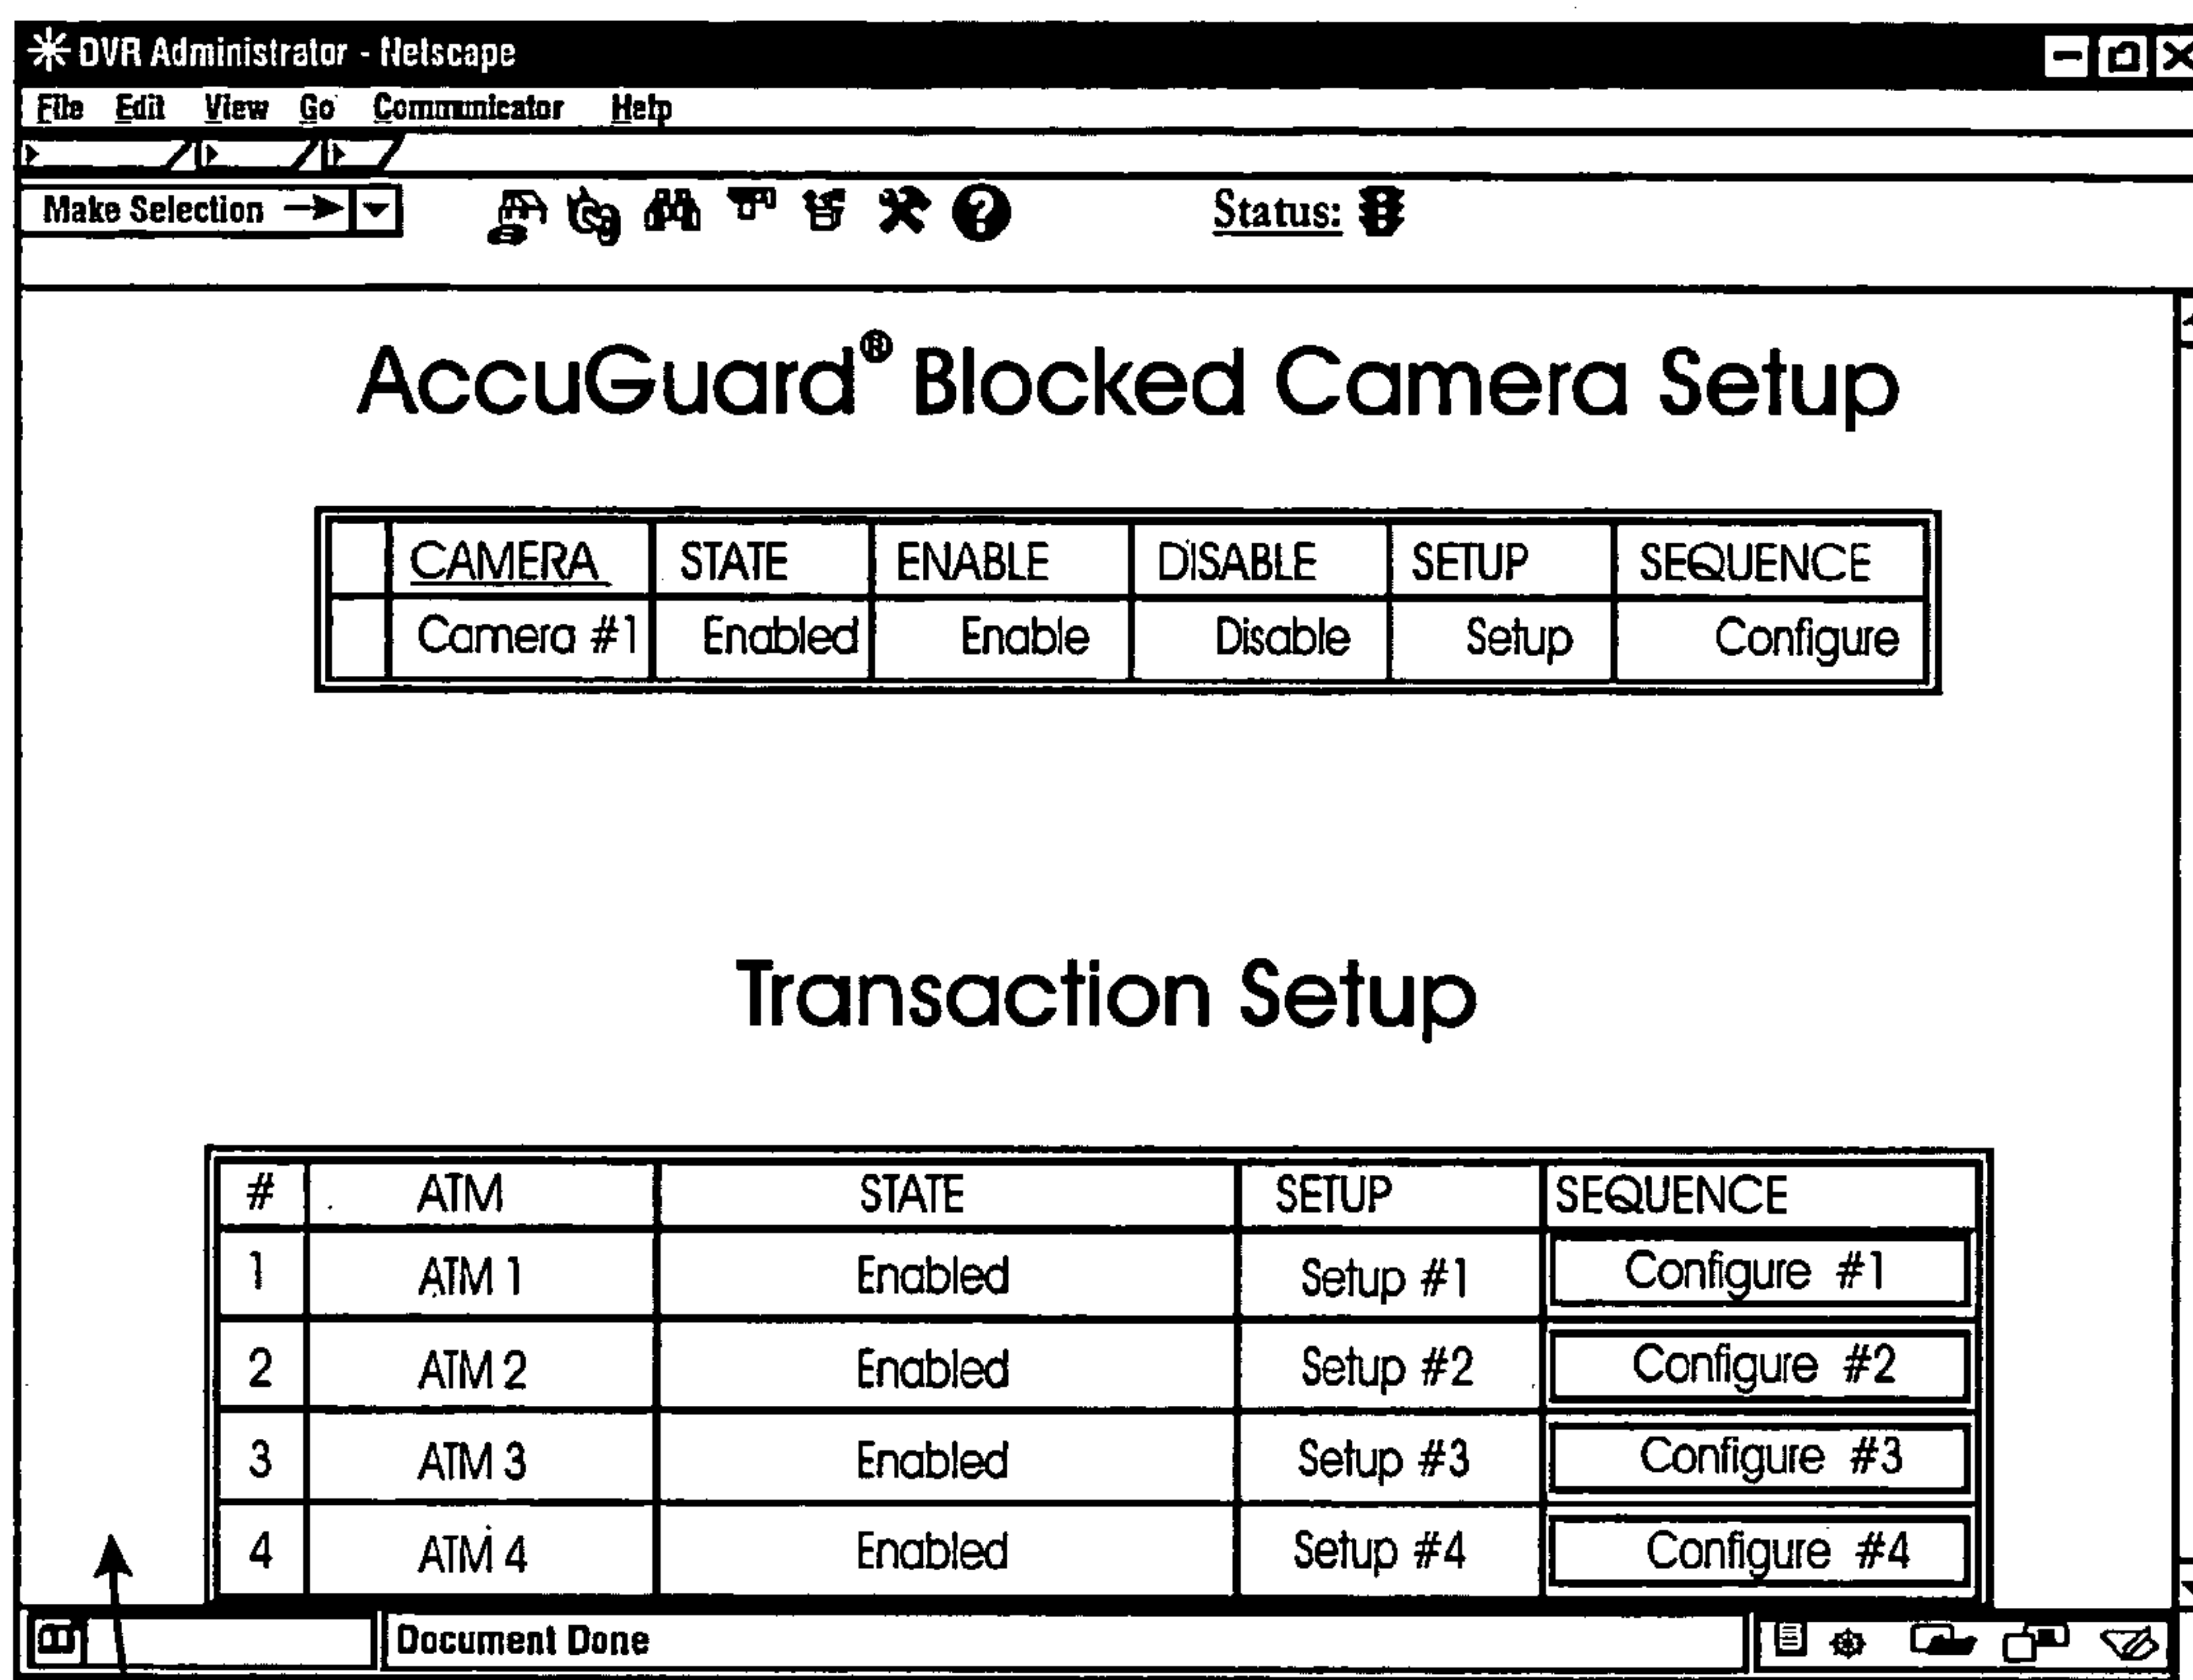 DVR Administrator - Netscape
File Edit View Go Communicator Help
Make Selection Status:
AccuGuard® Blocked Camera Setup
CAMERA STATE ENABLE DISABLE SETUP SEQUENCE
Camera #1 Enabled Enable Disable Setup Configure
Transaction Setup
# ATM STATE SETUP SEQUENCE
1 ATM 1 Enabled Setup #1 Configure #1
2 ATM 2 Enabled Setup #2 Configure #2
3 ATM 3 Enabled Setup #3 Configure #3
4 ATM 4 Enabled Setup #4 Configure #4
Document Done